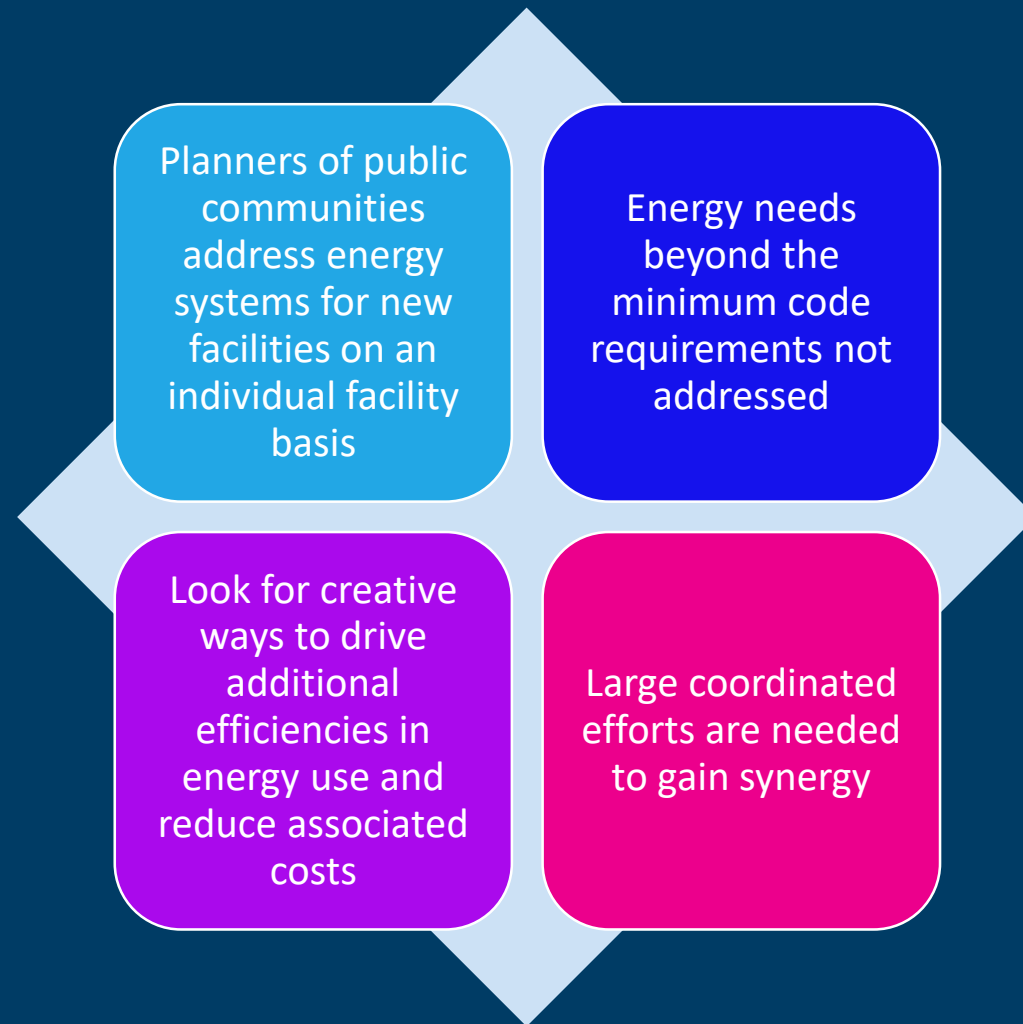 Planners of public
communities
address energy
systems for new
facilities on an
individual facility
basis
Energy needs
beyond the
minimum code
requirements not
addressed
Look for creative
ways to drive
additional
efficiencies in
energy use and
reduce associated
costs
Large coordinated
efforts are needed
to gain synergy